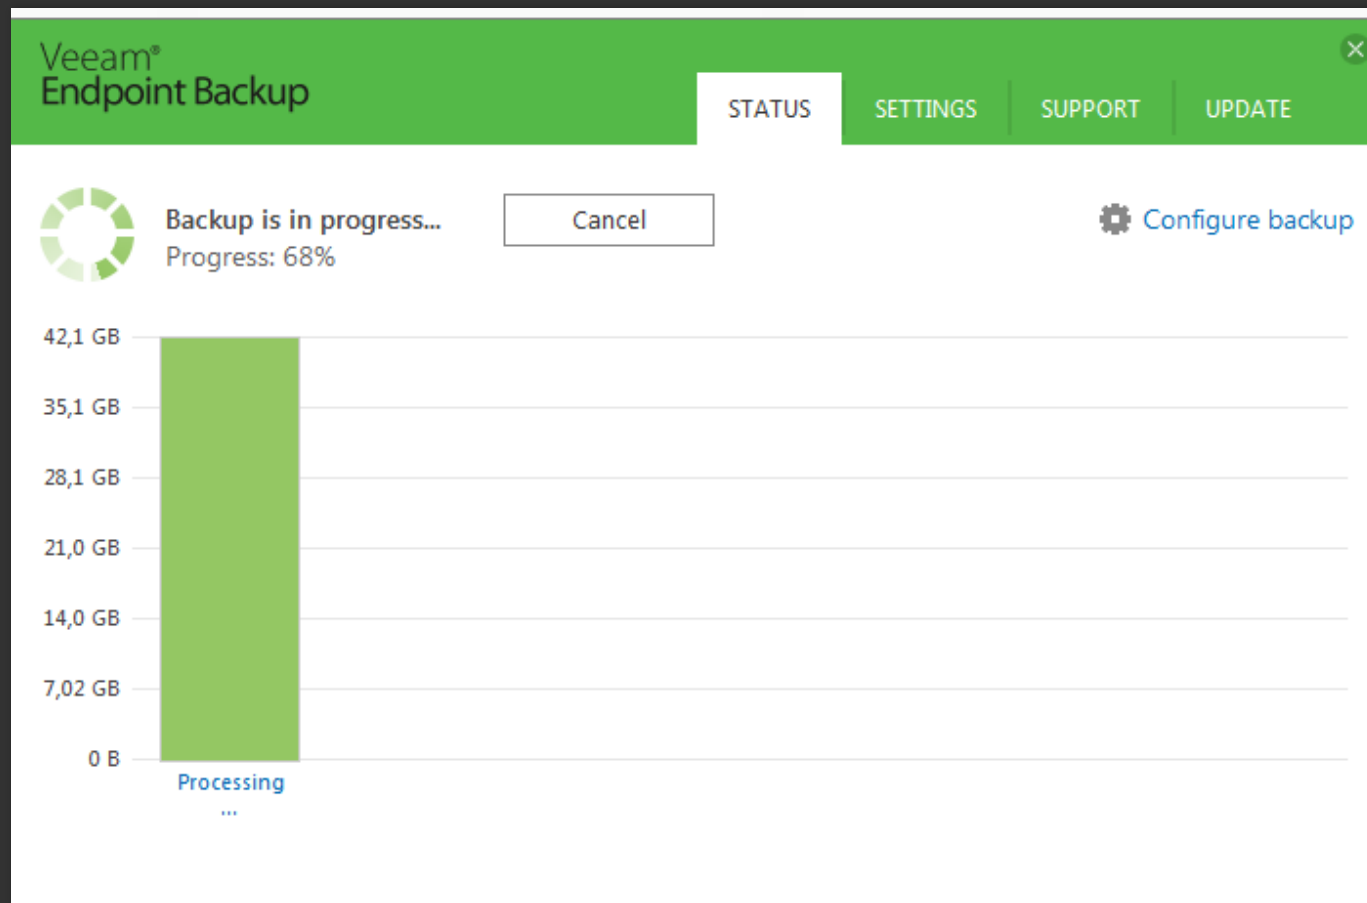 Veeam®
Endpoint Backup
STATUS
SETTINGS
SUPPORT
UPDATE
Backup is in progress...
Progress: 68%
Cancel
Configure backup
42,1 GB
35,1 GB
28,1 GB
21,0 GB
14,0 GB
7,02 GB
0 B
Processing
...